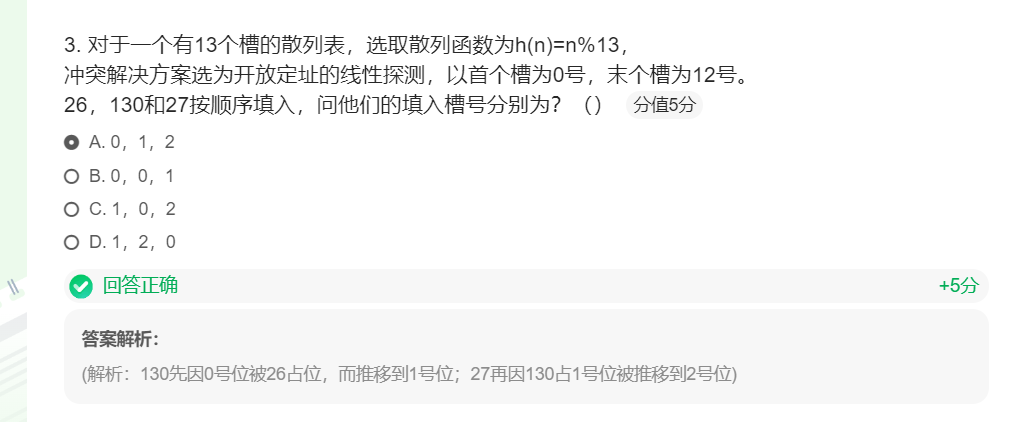 3. 对于一个有13个槽的散列表，选取散列函数为h(n)=n%13，
冲突解决方案选为开放定址的线性探测，以首个槽为0号，末个槽为12号。
26，130和27按顺序填入，问他们的填入槽号分别为？（） 分值5分
A. 0，1，2
B. 0，0，1
C. 1，0，2
D. 1，2，0
回答正确 +5分
答案解析：
(解析：130先因0号位被26占位，而推移到1号位；27再因130占1号位被推移到2号位)